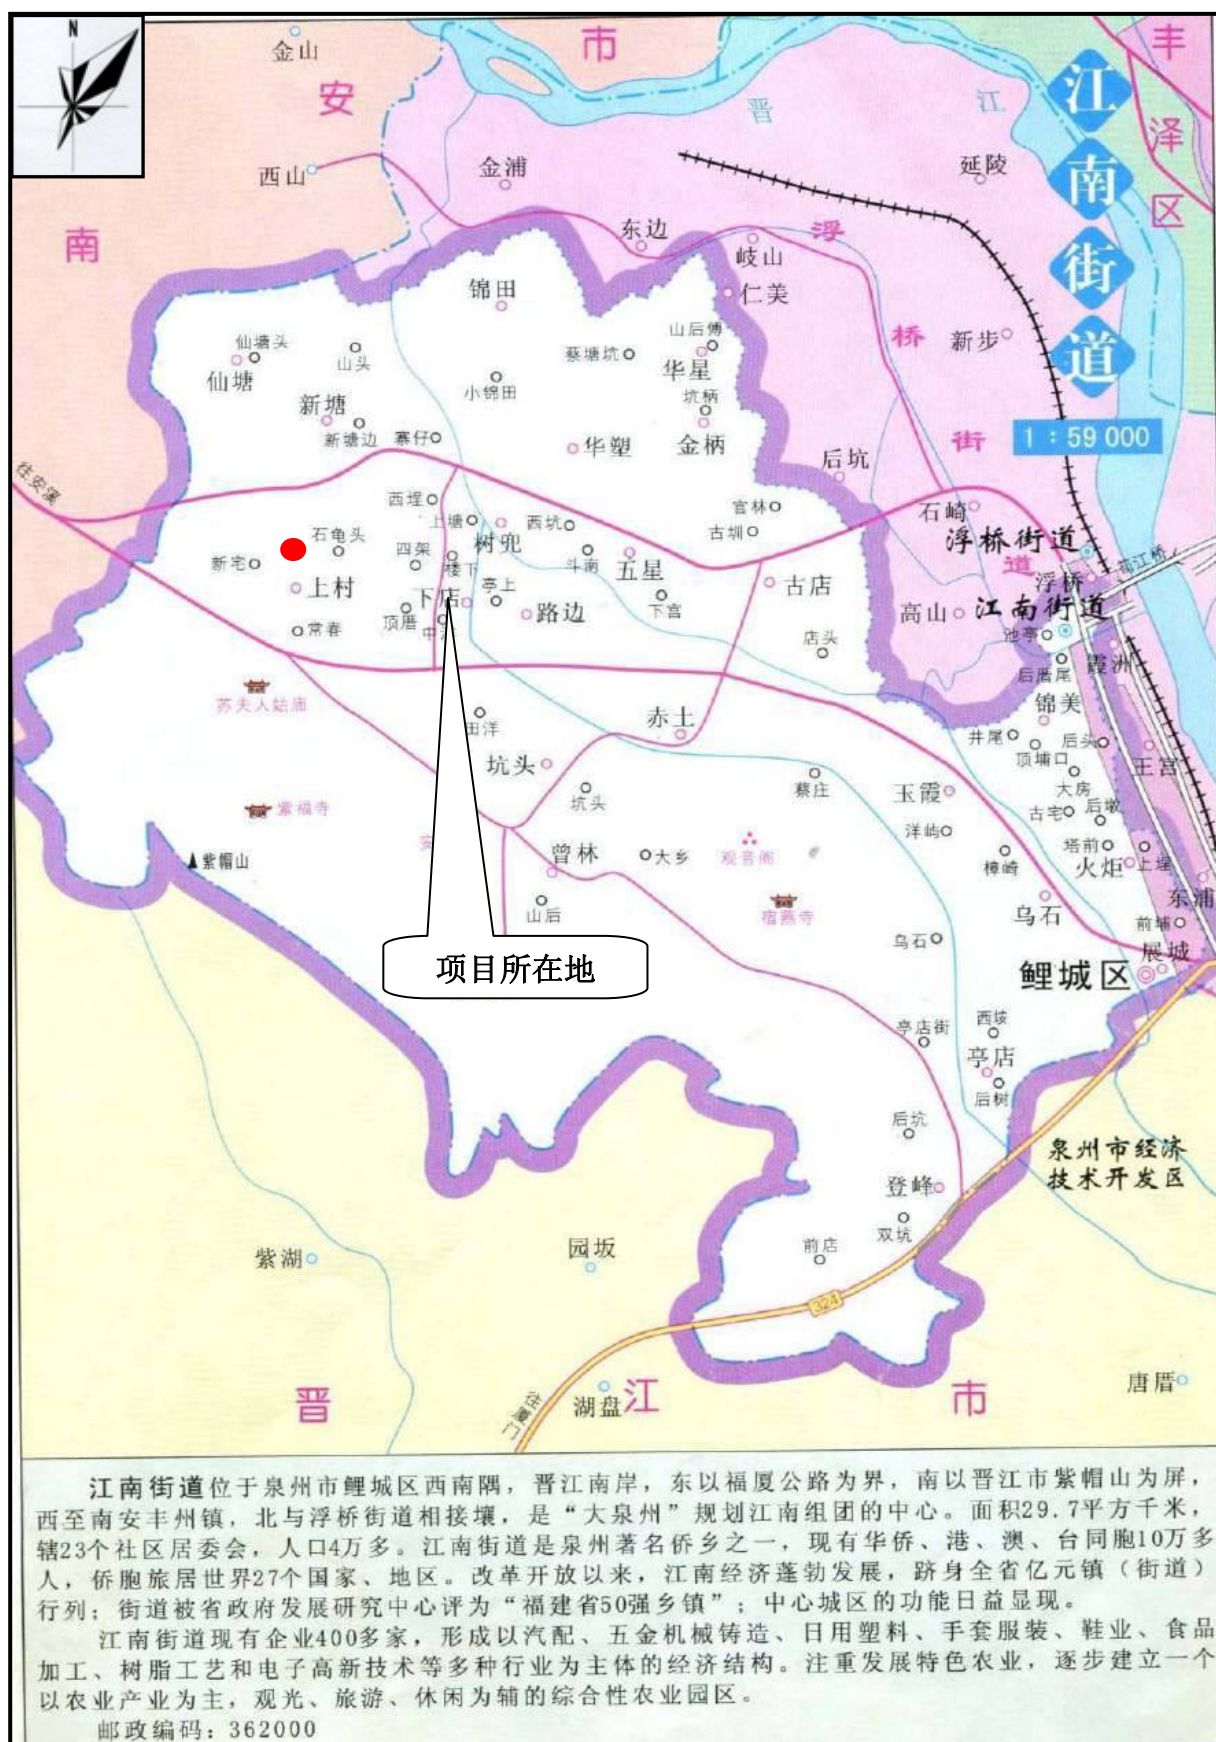 N
金山
市
丰
安
晋
江
江南街道
泽
西山
金浦
延陵
区
南
东边
浮
岐山
仁美
锦田
桥
新步
仙塘头
山头
山后傅
蔡塘坑
华星
仙塘
小锦田
坑柄
新塘
新塘边
寨仔
华塑
金柄
街
1：59 000
后坑
往安溪
西埕
上塘
西坑
官林
石崎
石龟头
四架
树兜
古圳
浮桥街道
新宅
楼下
斗南
五星
道
浮桥
上村
下店
亭上
古店
高山
江南街道
顶厝
路边
下宫
池亭
常春
店头
霞洲
后厝尾
苏夫人姑庙
田洋
赤土
锦美
井尾
后头
坑头
顶埔口
王宫
坑头
蔡庄
玉霞
大房
紫福寺
古宅
后墩
洋屿
紫帽山
曾林
大乡
观音阁
樟崎
塔前
火炬
上埕
山后
宿燕寺
乌石
东浦
前埔
乌石
展城
项目所在地
鲤城区
亭店街
西坡
亭店
后树
后坑
泉州市经济
技术开发区
登峰
双坑
紫湖
园坂
前店
324
晋
江
市
湖盘
唐厝
往厦门
江南街道位于泉州市鲤城区西南隅，晋江南岸，东以福厦公路为界，南以晋江市紫帽山为屏，
西至南安丰州镇，北与浮桥街道相接壤，是“大泉州”规划江南组团的中心。面积29.7平方千米，
辖23个社区居委会，人口4万多。江南街道是泉州著名侨乡之一，现有华侨、港、澳、台同胞10万多
人，侨胞旅居世界27个国家、地区。改革开放以来，江南经济蓬勃发展，跻身全省亿元镇（街道）
行列；街道被省政府发展研究中心评为“福建省50强乡镇”；中心城区的功能日益显现。
江南街道现有企业400多家，形成以汽配、五金机械铸造、日用塑料、手套服装、鞋业、食品
加工、树脂工艺和电子高新技术等多种行业为主体的经济结构。注重发展特色农业，逐步建立一个
以农业产业为主，观光、旅游、休闲为辅的综合性农业园区。
邮政编码：362000